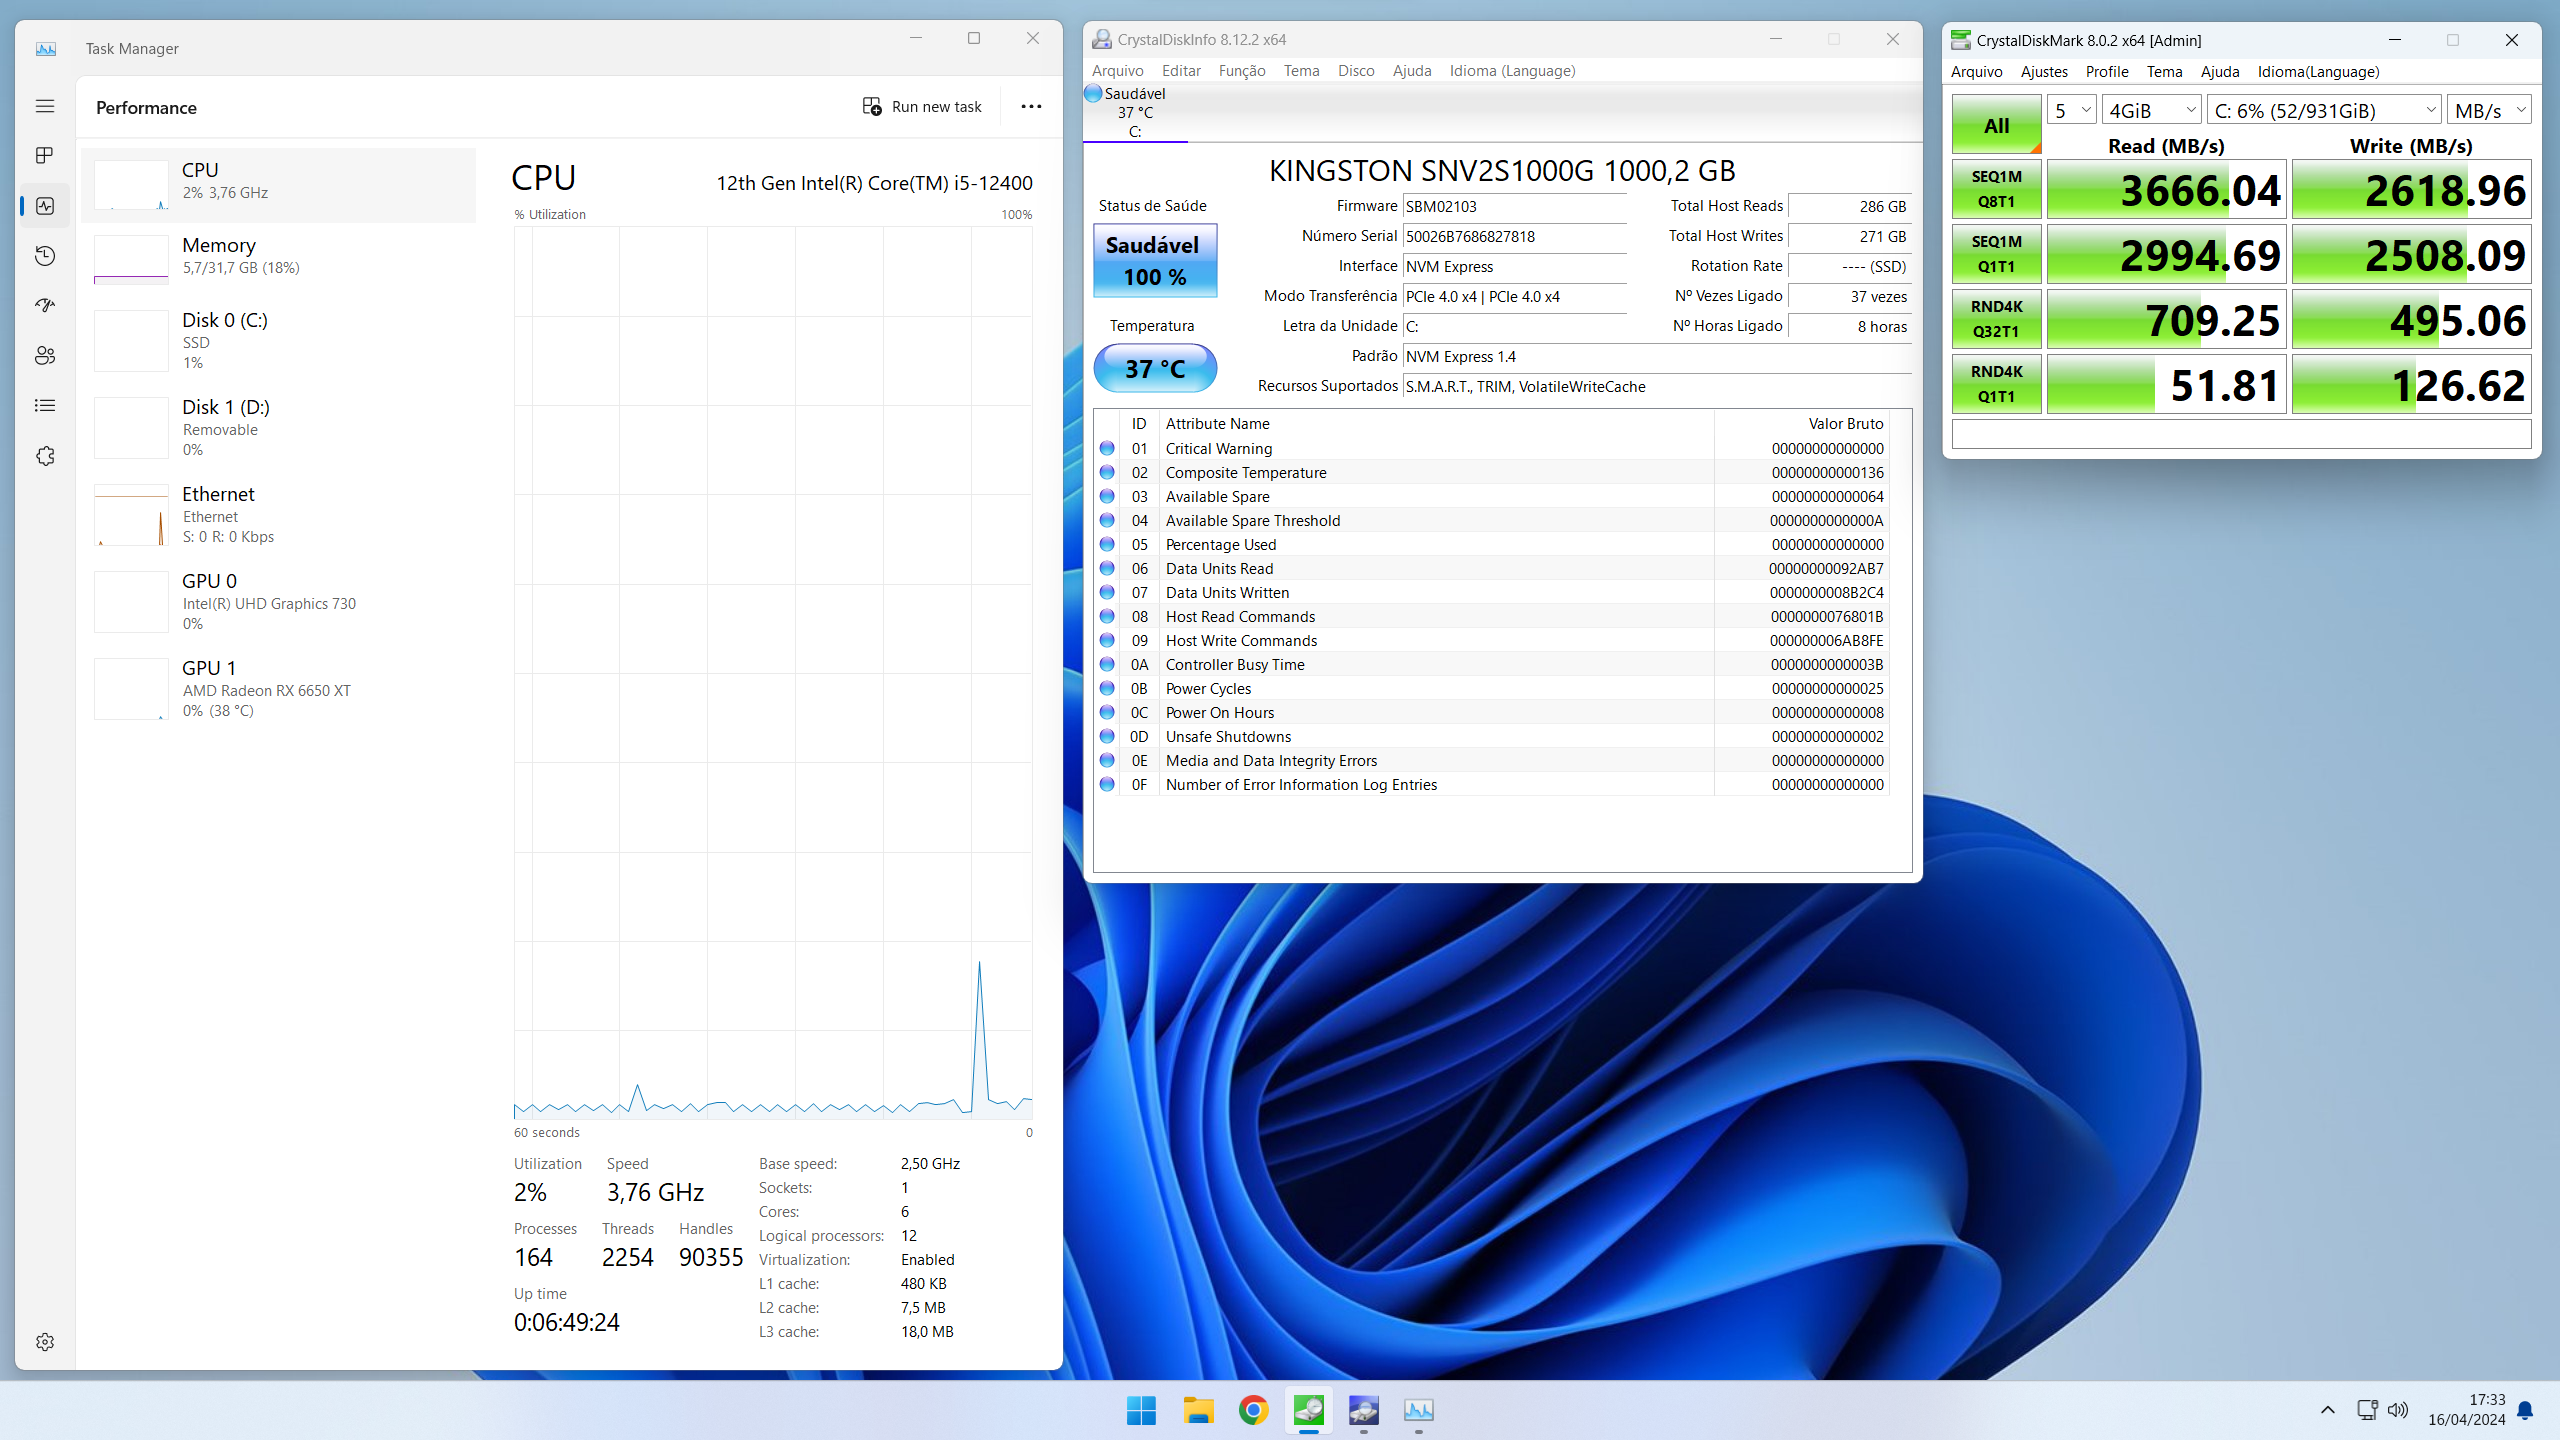 Task Manager
Performance
Run new task
CPU
2% 3,76 GHz
Memory
5,7/31,7 GB (18%)
Disk 0 (C:)
SSD
1%
Disk 1 (D:)
Removable
0%
Ethernet
Ethernet
S: 0 R: 0 Kbps
GPU 0
Intel(R) UHD Graphics 730
0%
GPU 1
AMD Radeon RX 6650 XT
0% (38 °C)
CPU
12th Gen Intel(R) Core(TM) i5-12400
% Utilization 100%
60 seconds 0
Utilization Speed
2% 3,76 GHz
Processes Threads Handles
164 2254 90355
Up time
0:06:49:24
Base speed: 2,50 GHz
Sockets: 1
Cores: 6
Logical processors: 12
Virtualization: Enabled
L1 cache: 480 KB
L2 cache: 7,5 MB
L3 cache: 18,0 MB
CrystalDiskInfo 8.12.2 x64
Arquivo Editar Função Tema Disco Ajuda Idioma (Language)
Saudável
37 °C
C:
KINGSTON SNV2S1000G 1000,2 GB
Status de Saúde
Saudável
100 %
Temperatura
37 °C
Firmware SBM02103
Número Serial 50026B7686827818
Interface NVM Express
Modo Transferência PCIe 4.0 x4 | PCIe 4.0 x4
Letra da Unidade C:
Padrão NVM Express 1.4
Recursos Suportados S.M.A.R.T., TRIM, VolatileWriteCache
Total Host Reads 286 GB
Total Host Writes 271 GB
Rotation Rate ---- (SSD)
Nº Vezes Ligado 37 vezes
Nº Horas Ligado 8 horas
ID Attribute Name Valor Bruto
01 Critical Warning 00000000000000
02 Composite Temperature 00000000000136
03 Available Spare 00000000000064
04 Available Spare Threshold 0000000000000A
05 Percentage Used 00000000000000
06 Data Units Read 00000000092AB7
07 Data Units Written 0000000008B2C4
08 Host Read Commands 0000000076801B
09 Host Write Commands 000000006AB8FE
0A Controller Busy Time 0000000000003B
0B Power Cycles 00000000000025
0C Power On Hours 00000000000008
0D Unsafe Shutdowns 00000000000002
0E Media and Data Integrity Errors 00000000000000
0F Number of Error Information Log Entries 00000000000000
CrystalDiskMark 8.0.2 x64 [Admin]
Arquivo Ajustes Profile Tema Ajuda Idioma(Language)
All 5 4GiB C: 6% (52/931GiB) MB/s
Read (MB/s) Write (MB/s)
SEQ1M
Q8T1 3666.04 2618.96
SEQ1M
Q1T1 2994.69 2508.09
RND4K
Q32T1 709.25 495.06
RND4K
Q1T1 51.81 126.62
17:33
16/04/2024